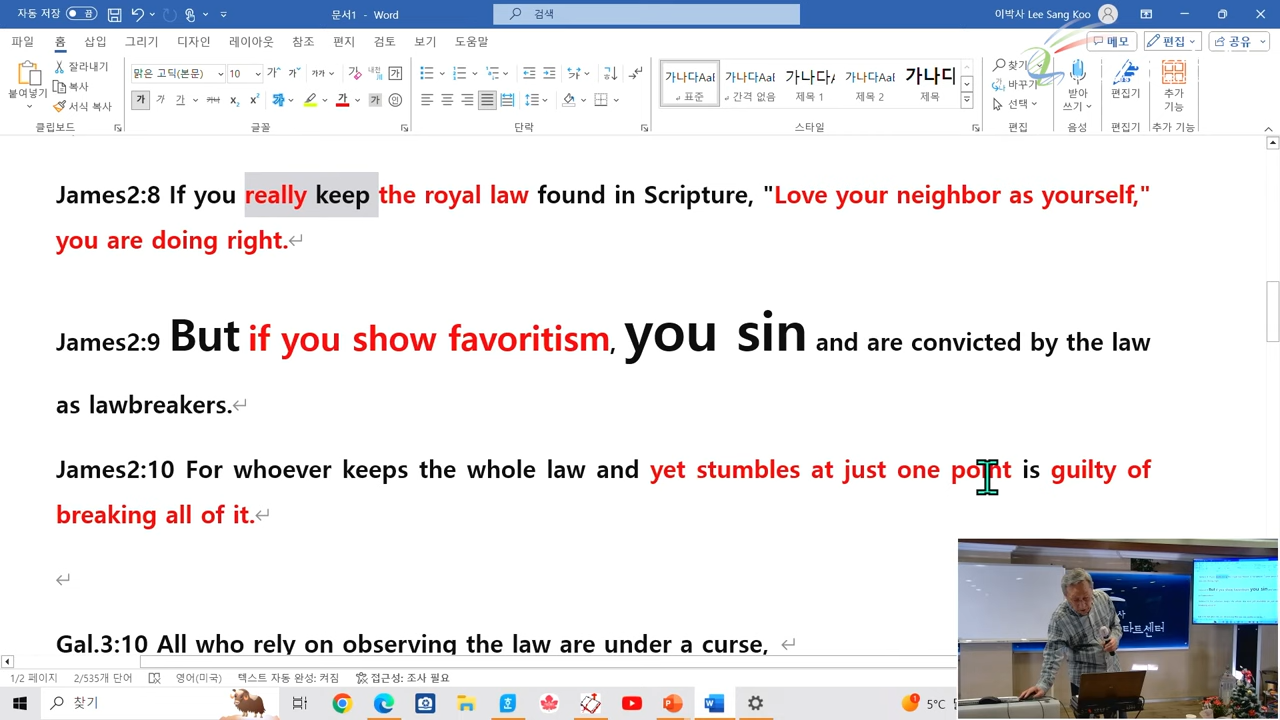 자동 저장 문서1 - Word 검색 이박사 Lee Sang Koo
파일 홈 삽입 그리기 디자인 레이아웃 참조 편지 검토 보기 도움말 메모 편집 공유
붙여넣기 잘라내기 복사 서식 복사
맑은 고딕(본문) 10
가나다AaI 가나다AaI 가나다 가나다AaI 가나디
표준 간격 없음 제목 1 제목 2 제목
찾기 바꾸기 선택 받아쓰기 편집기 추가 기능
클립보드 글꼴 단락 스타일 편집 음성 편집기 추가 기능
James2:8 If you really keep the royal law found in Scripture, "Love your neighbor as yourself,"
you are doing right.
James2:9 But if you show favoritism, you sin and are convicted by the law
as lawbreakers.
James2:10 For whoever keeps the whole law and yet stumbles at just one point is guilty of
breaking all of it.
Gal.3:10 All who rely on observing the law are under a curse,
1/2 페이지 2/535개 단어 영어(미국) 텍스트 자동 완성: 켜짐 접근성: 조사 필요
찾기 5°C